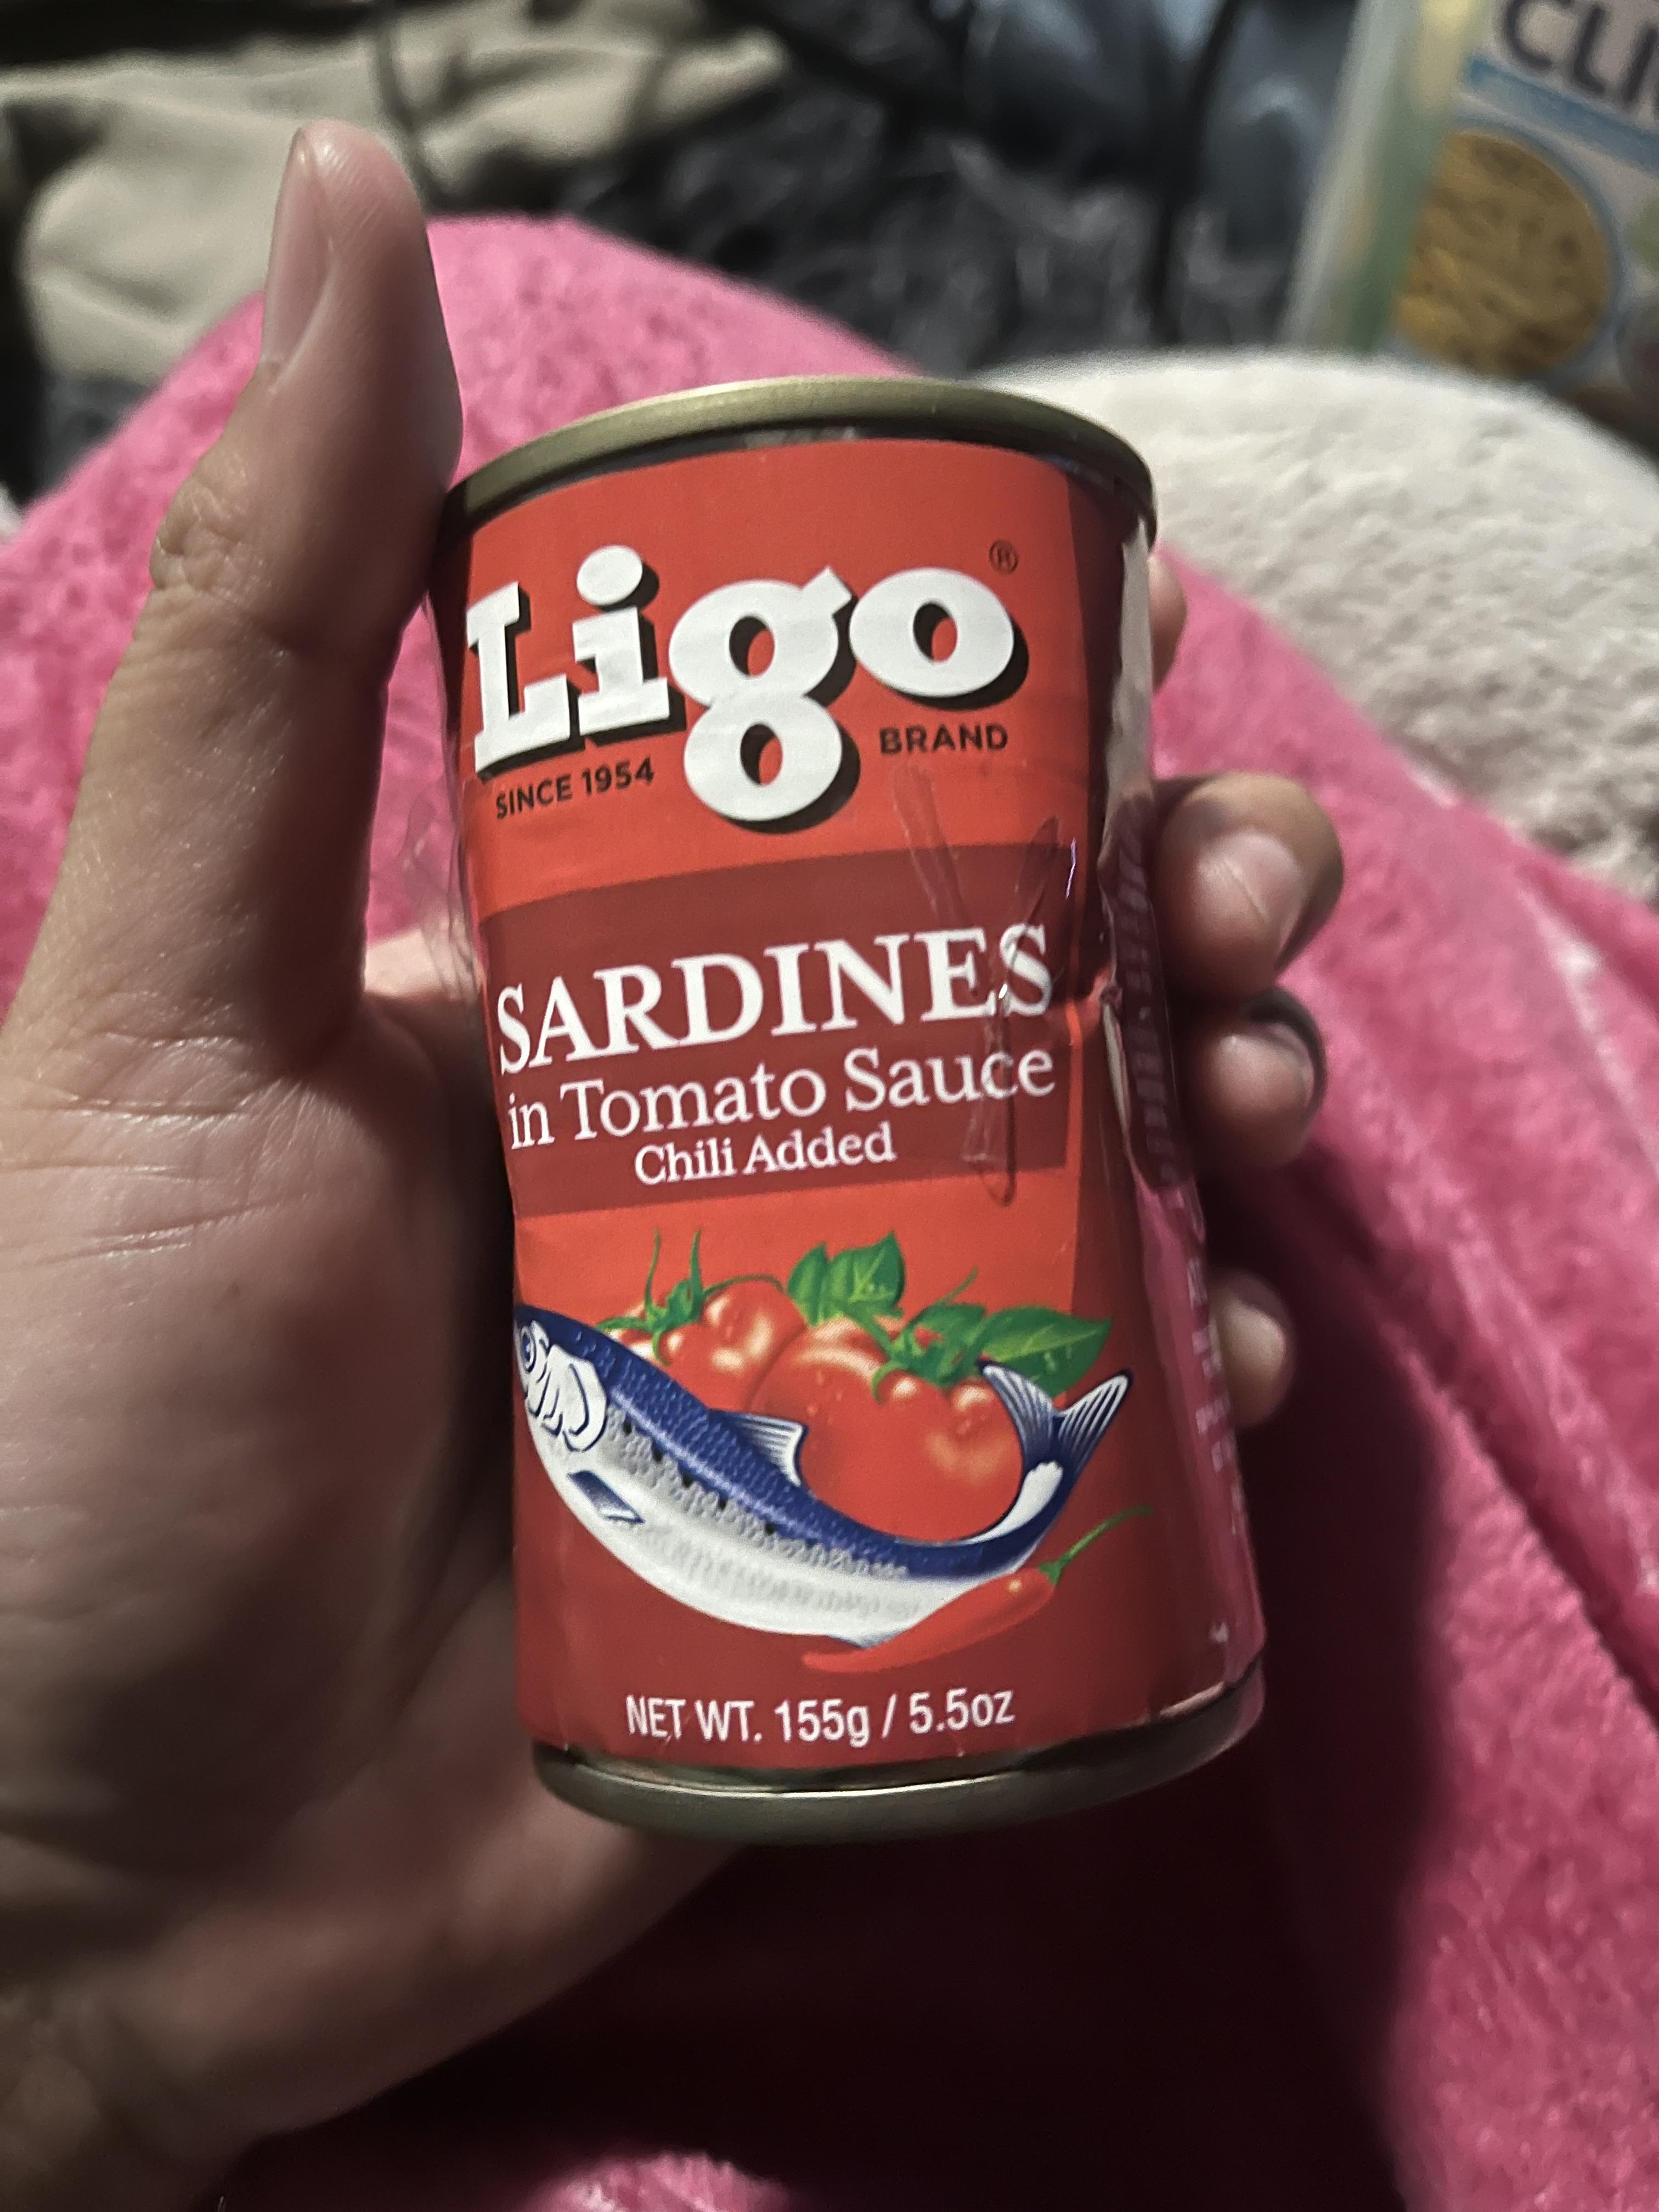 Ligo®
SINCE 1954
BRAND
SARDINES
in Tomato Sauce
Chili Added
NET WT. 155g / 5.5oz